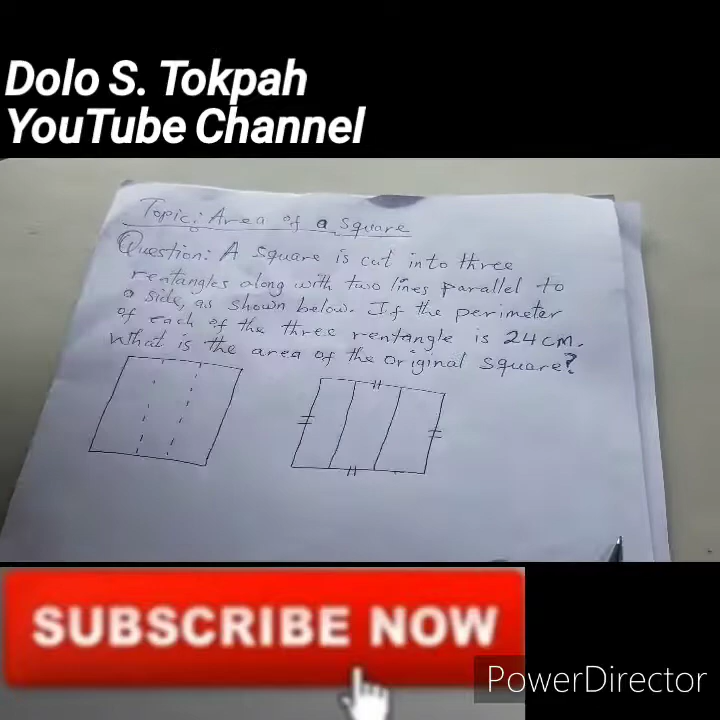 Dolo S. Tokpah
YouTube Channel
Topic: Area of a square
Question: A square is cut into three
rentangles along with two lines parallel to
a side, as shown below. If the perimeter
of each of the three rentangle is 24cm.
What is the area of the original square?
SUBSCRIBE NOW
PowerDirector